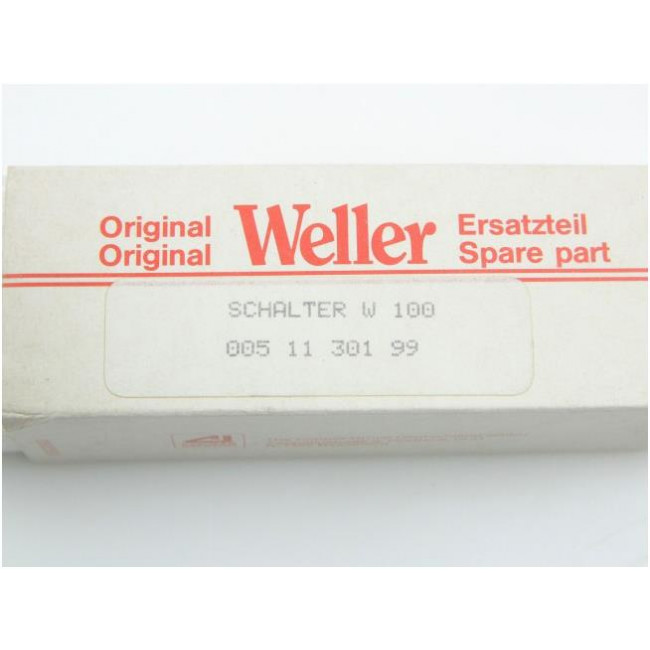 Original Weller Ersatzteil
Original Spare part
SCHALTER W 100
005 11 301 99